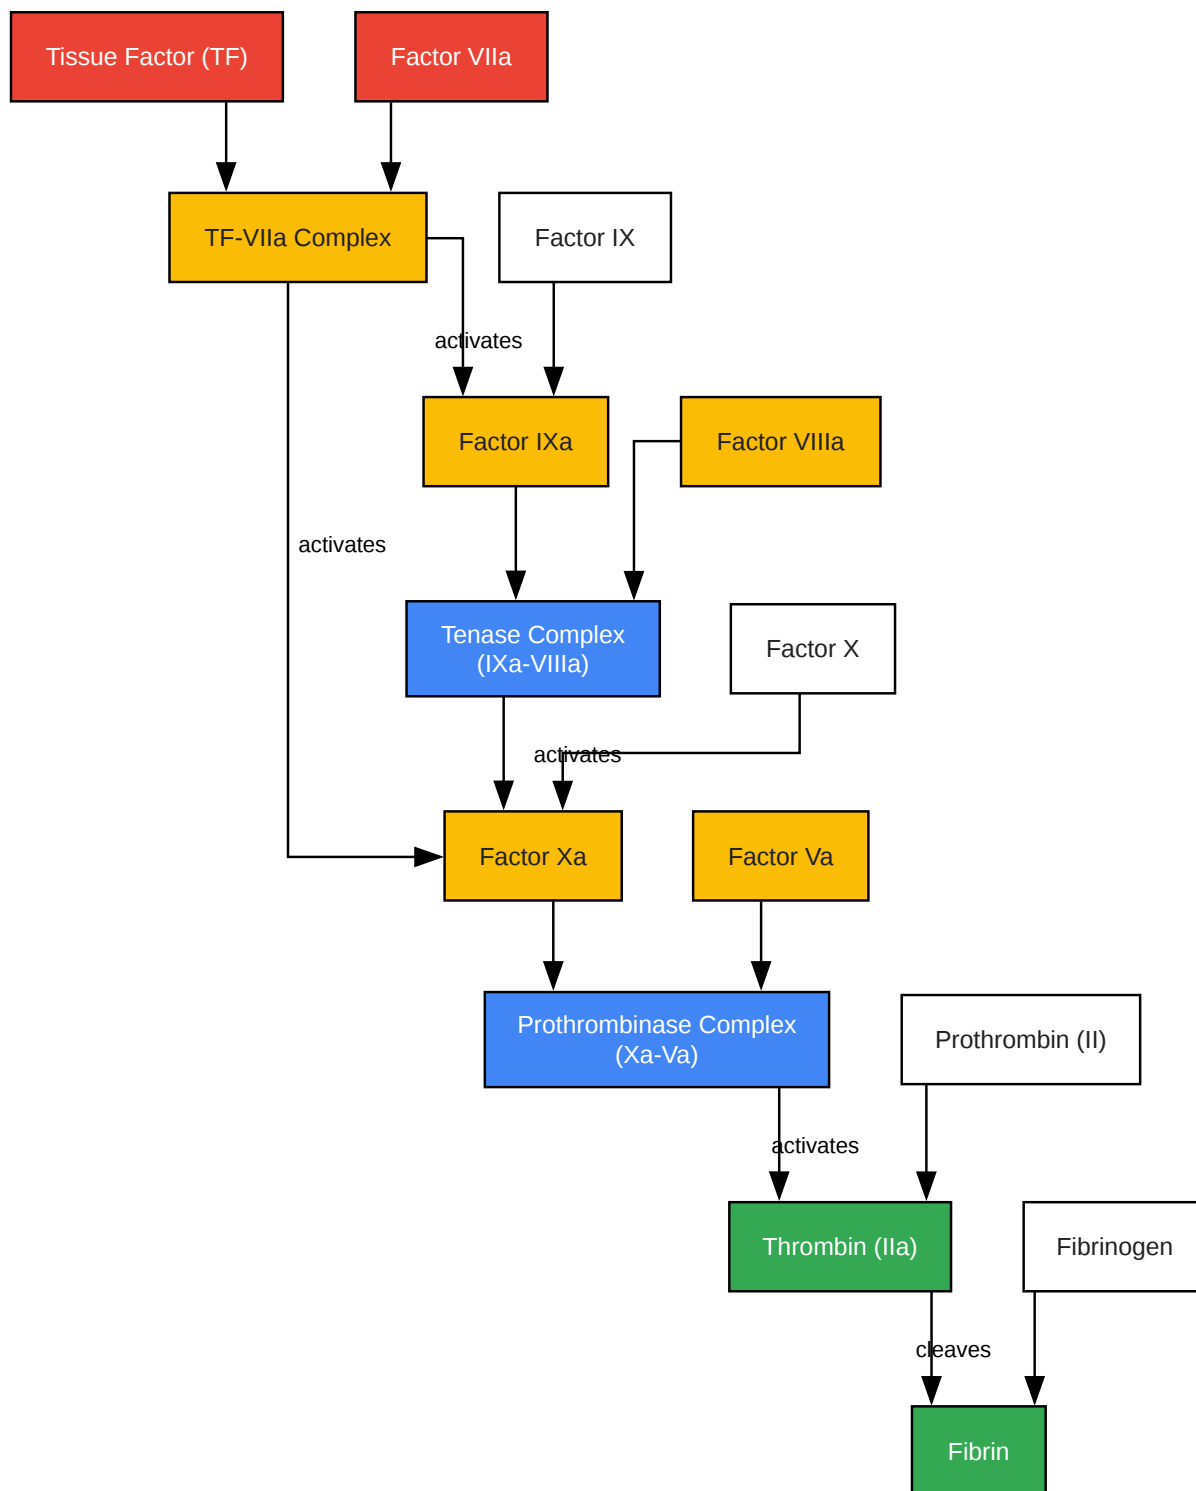 Tissue Factor (TF)
Factor VIIa
TF-VIIa Complex
Factor IX
activates
Factor IXa
Factor VIIIa
activates
Tenase Complex
(IXa-VIIIa)
Factor X
activates
Factor Xa
Factor Va
Prothrombinase Complex
(Xa-Va)
Prothrombin (II)
activates
Thrombin (IIa)
Fibrinogen
cleaves
Fibrin